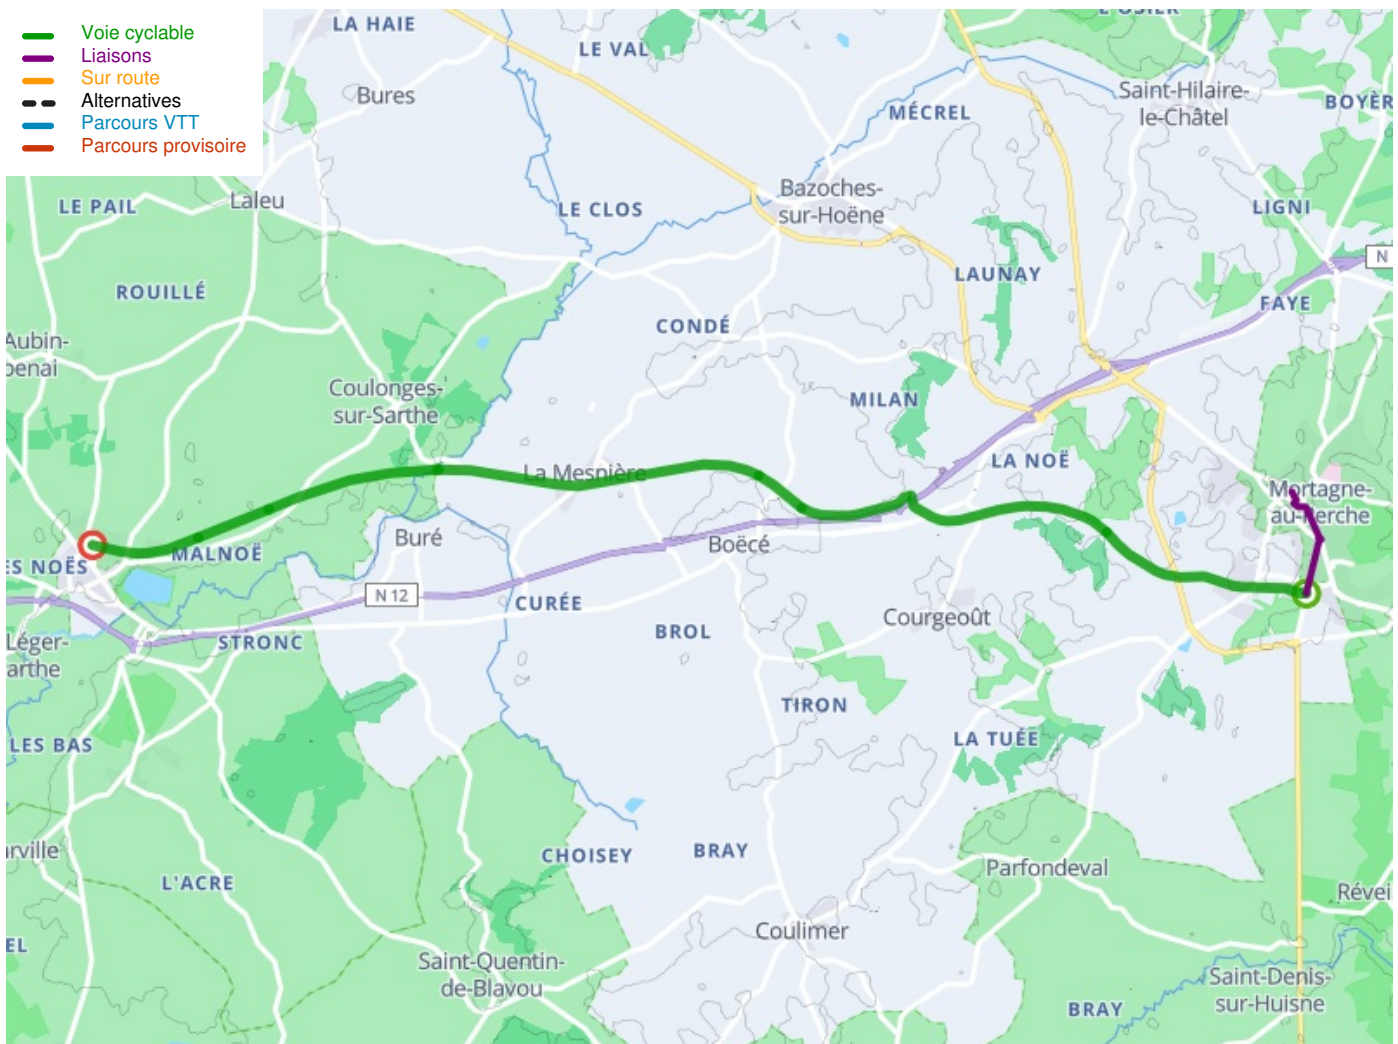 Voie cyclable
Liaisons
Sur route
Alternatives
Parcours VTT
Parcours provisoire
LA HAIE
LE VAL
Bures
MÉCREL
Saint-Hilaire-
le-Châtel
BOYÈR
LE PAIL
Laleu
LE CLOS
Bazoches-
sur-Hoëne
LIGNI
N
ROUILLÉ
LAUNAY
FAYE
CONDÉ
Aubin-
Coulonges-
sur-Sarthe
MILAN
La Mesnière
LA NOË
Mortagne-
au-Perche
ES NOËS
MALNOË
Buré
Boëcé
N 12
CURÉE
Courgeoût
Léger-
arthe
STRONC
BROL
TIRON
LES BAS
LA TUÉE
arville
CHOISEY
BRAY
Parfondeval
L'ACRE
Révei
Coulimer
EL
Saint-Quentin-
de-Blavou
Saint-Denis-
sur-Huisne
BRAY